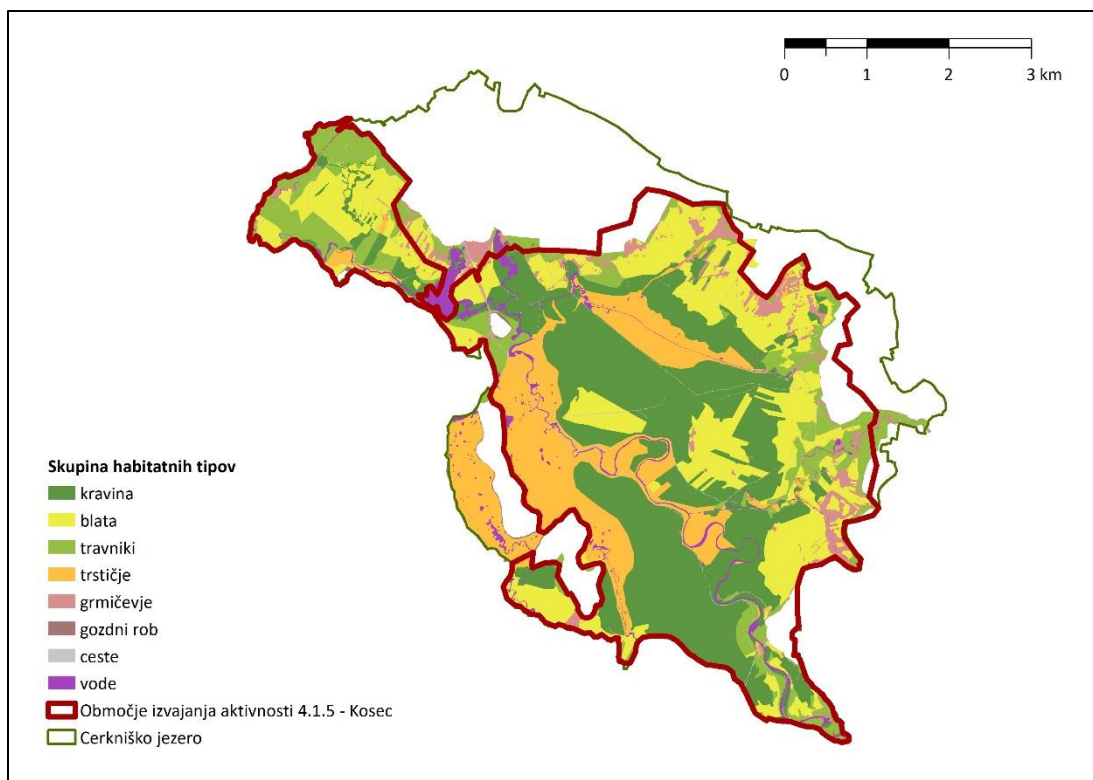 0 1 2 3 km
Skupina habitatnih tipov
kravina
blata
travniki
trstičje
grmičevje
gozdni rob
ceste
vode
Območje izvajanja aktivnosti 4.1.5 - Kosec
Cerkniško jezero